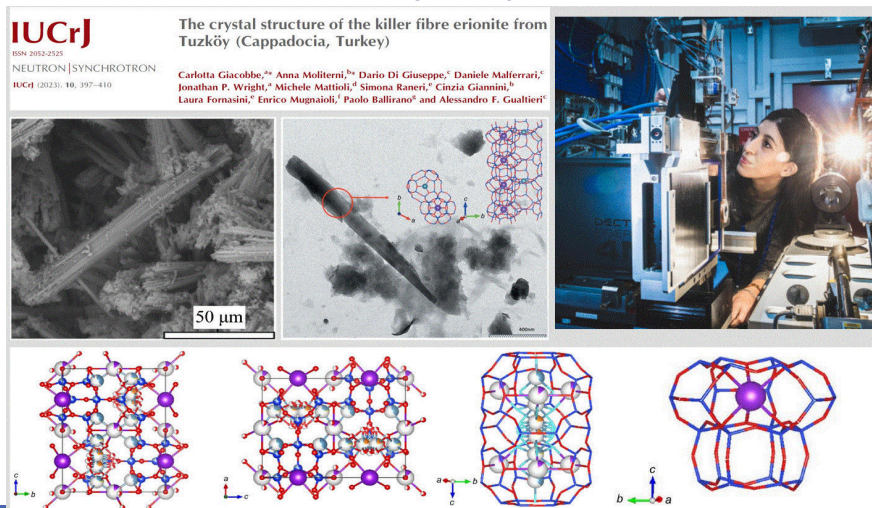 IUCrJ
ISSN 2052-2525
NEUTRON|SYNCHROTRON
IUCrJ (2023). 10, 397–410
The crystal structure of the killer fibre erionite from
Tuzköy (Cappadocia, Turkey)
Carlotta Giacobbe,a* Anna Moliterni,b* Dario Di Giuseppe,c Daniele Malferrari,c
Jonathan P. Wright,a Michele Mattioli,d Simona Raneri,e Cinzia Giannini,b
Laura Fornasini,e Enrico Mugnaioli,f Paolo Balliranog and Alessandro F. Gualtieric
50 µm
b
a
c
a
b
400nm
DECT
c
b
a
c
a
b
c
c
b
a